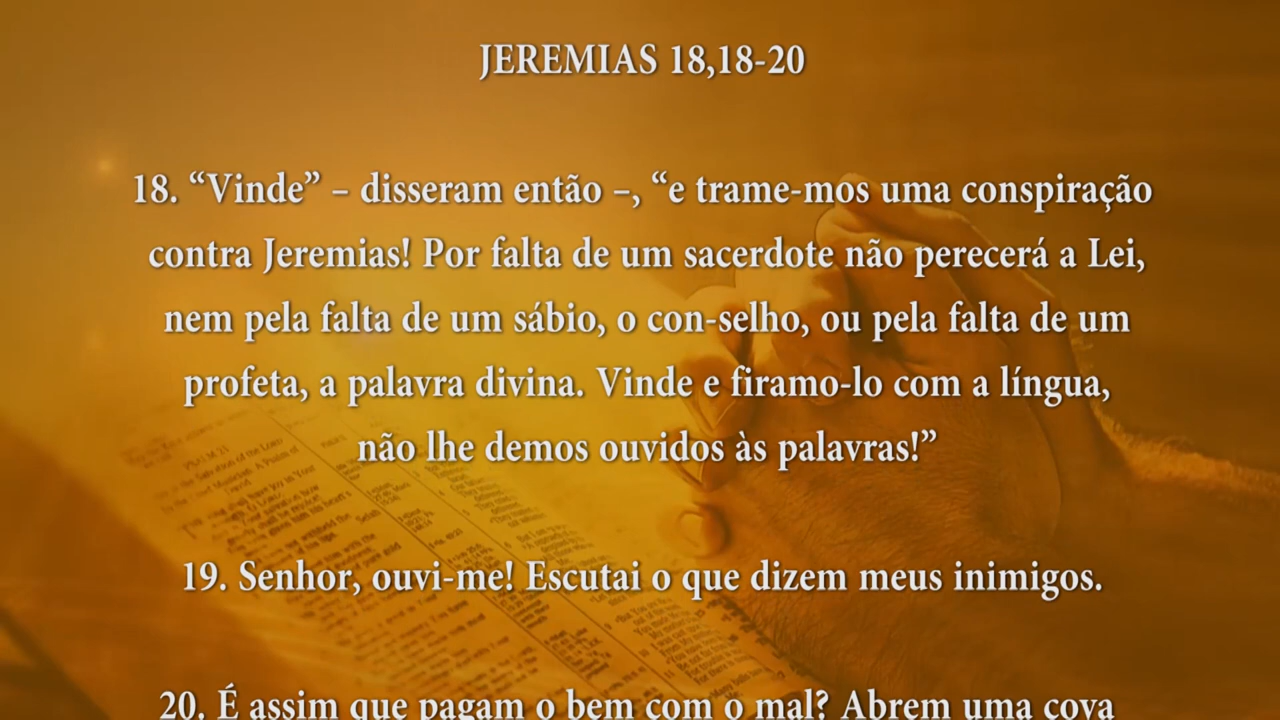 JEREMIAS 18,18-20
18. “Vinde” – disseram então –, “e trame-mos uma conspiração
contra Jeremias! Por falta de um sacerdote não perecerá a Lei,
nem pela falta de um sábio, o con-selho, ou pela falta de um
profeta, a palavra divina. Vinde e firamo-lo com a língua,
não lhe demos ouvidos às palavras!”
19. Senhor, ouvi-me! Escutai o que dizem meus inimigos.
20. É assim que pagam o bem com o mal? Abrem uma cova